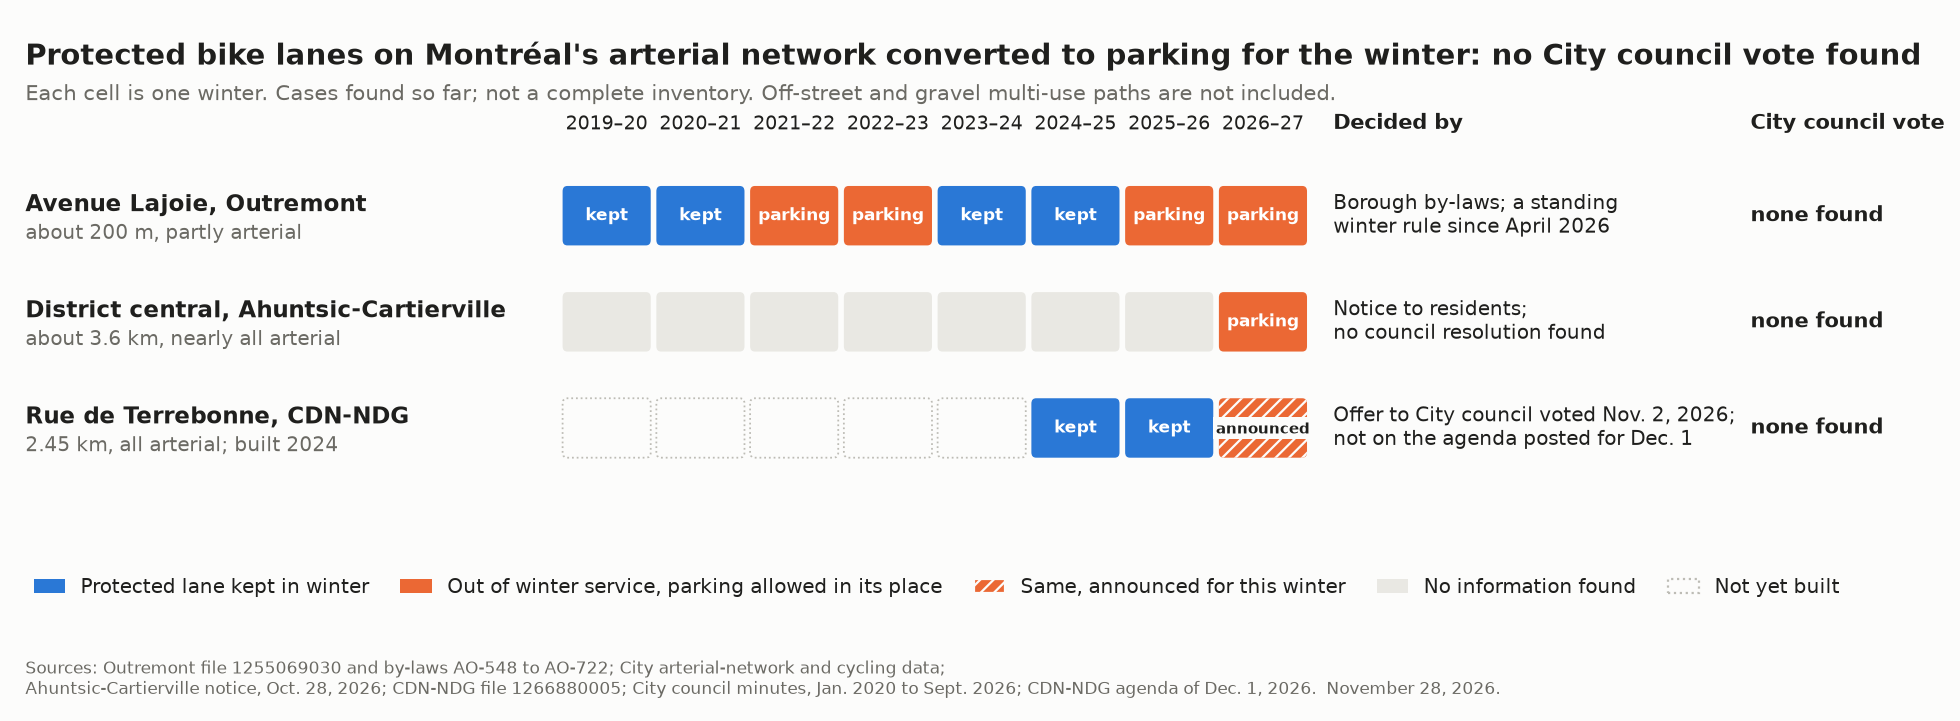 Protected bike lanes on Montréal's arterial network converted to parking for the winter: no City council vote found
Each cell is one winter. Cases found so far; not a complete inventory. Off-street and gravel multi-use paths are not included.
2019–20 2020–21 2021–22 2022–23 2023–24 2024–25 2025–26 2026–27 Decided by City council vote
Avenue Lajoie, Outremont
about 200 m, partly arterial
kept kept parking parking kept kept parking parking
Borough by-laws; a standing
winter rule since April 2026
none found
District central, Ahuntsic-Cartierville
about 3.6 km, nearly all arterial
parking
Notice to residents;
no council resolution found
none found
Rue de Terrebonne, CDN-NDG
2.45 km, all arterial; built 2024
kept kept announced
Offer to City council voted Nov. 2, 2026;
not on the agenda posted for Dec. 1
none found
Protected lane kept in winter
Out of winter service, parking allowed in its place
Same, announced for this winter
No information found
Not yet built
Sources: Outremont file 1255069030 and by-laws AO-548 to AO-722; City arterial-network and cycling data;
Ahuntsic-Cartierville notice, Oct. 28, 2026; CDN-NDG file 1266880005; City council minutes, Jan. 2020 to Sept. 2026; CDN-NDG agenda of Dec. 1, 2026.  November 28, 2026.